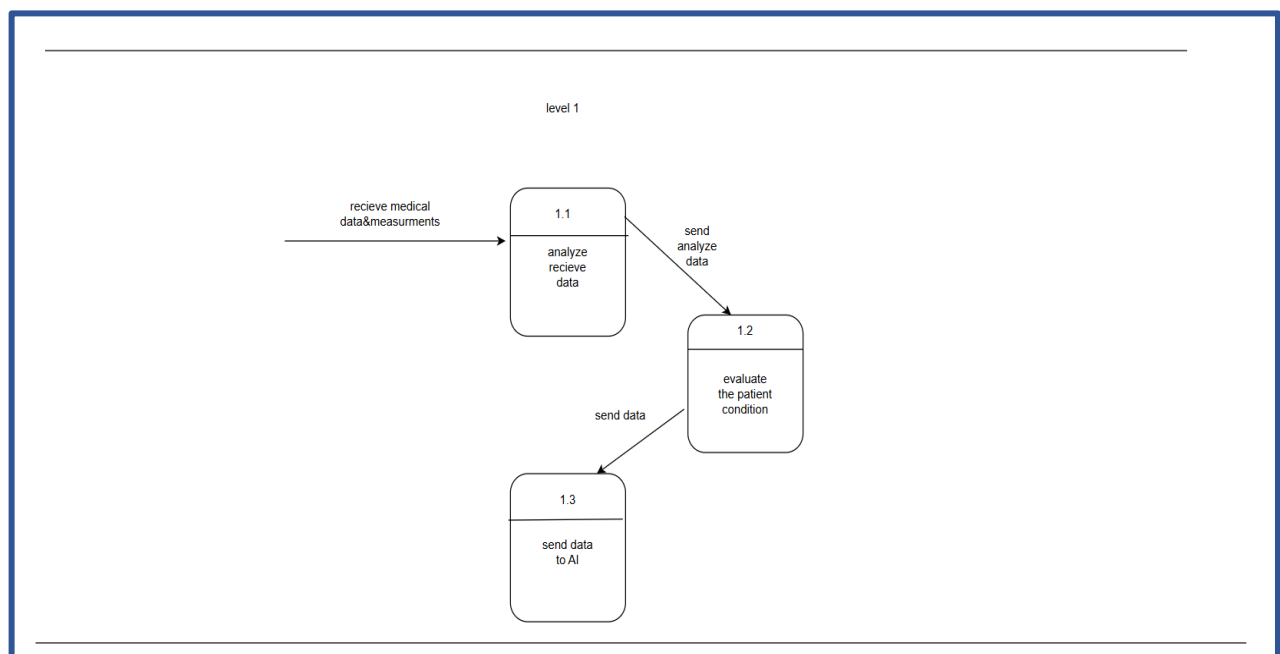 level 1
recieve medical
data&measurments
1.1
analyze
recieve
data
send
analyze
data
1.2
evaluate
the patient
condition
send data
1.3
send data
to AI